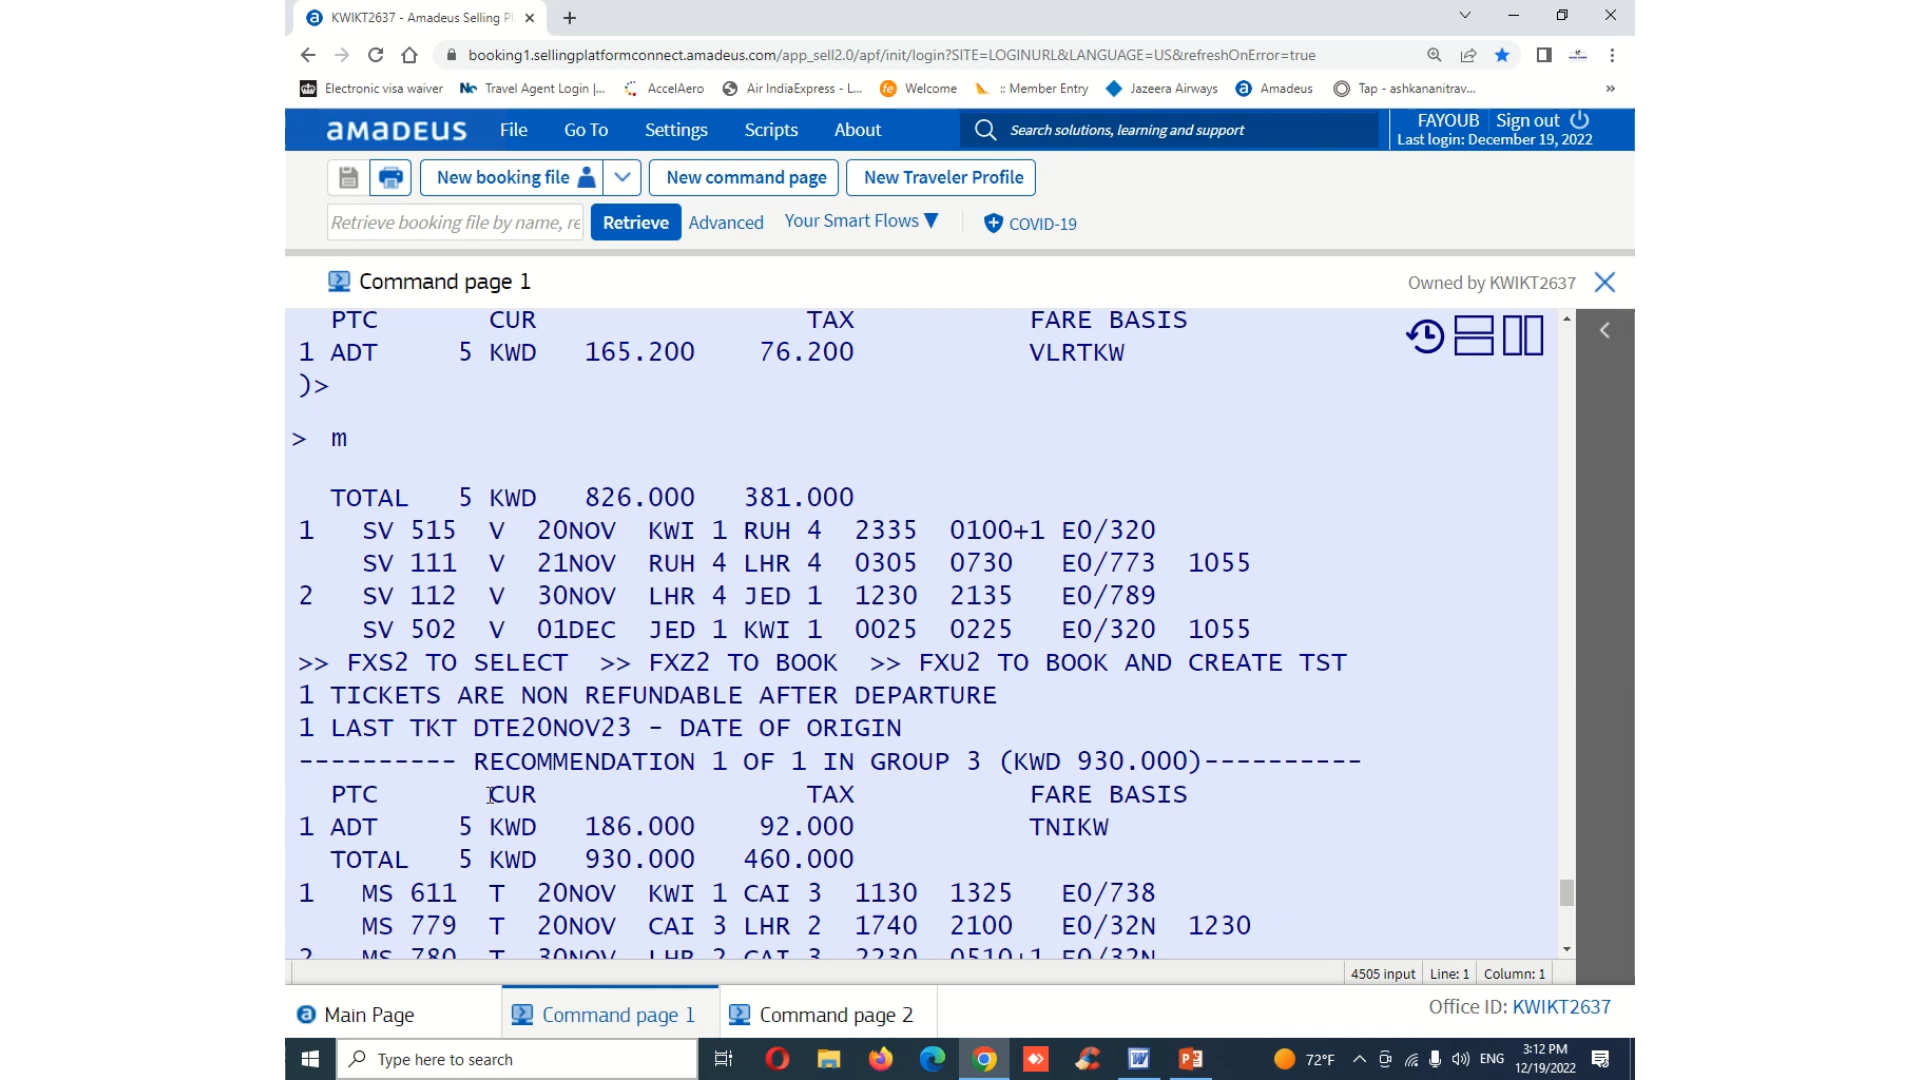 KWIKT2637 - Amadeus Selling Pl
booking1.sellingplatformconnect.amadeus.com/app_sell2.0/apf/init/login?SITE=LOGINURL&LANGUAGE=US&refreshOnError=true
Electronic visa waiver Travel Agent Login |... AccelAero Air IndiaExpress - L... Welcome :: Member Entry Jazeera Airways Amadeus Tap - ashkananitrav... »
amadeus File Go To Settings Scripts About Search solutions, learning and support FAYOUB Sign out
Last login: December 19, 2022
New booking file New command page New Traveler Profile
Retrieve booking file by name, re Retrieve Advanced Your Smart Flows COVID-19
Command page 1 Owned by KWIKT2637
PTC CUR TAX FARE BASIS
1 ADT 5 KWD 165.200 76.200 VLRTKW
)>
> m
TOTAL 5 KWD 826.000 381.000
1 SV 515 V 20NOV KWI 1 RUH 4 2335 0100+1 E0/320
SV 111 V 21NOV RUH 4 LHR 4 0305 0730 E0/773 1055
2 SV 112 V 30NOV LHR 4 JED 1 1230 2135 E0/789
SV 502 V 01DEC JED 1 KWI 1 0025 0225 E0/320 1055
>> FXS2 TO SELECT >> FXZ2 TO BOOK >> FXU2 TO BOOK AND CREATE TST
1 TICKETS ARE NON REFUNDABLE AFTER DEPARTURE
1 LAST TKT DTE20NOV23 - DATE OF ORIGIN
---------- RECOMMENDATION 1 OF 1 IN GROUP 3 (KWD 930.000)----------
PTC CUR TAX FARE BASIS
1 ADT 5 KWD 186.000 92.000 TNIKW
TOTAL 5 KWD 930.000 460.000
1 MS 611 T 20NOV KWI 1 CAI 3 1130 1325 E0/738
MS 779 T 20NOV CAI 3 LHR 2 1740 2100 E0/32N 1230
2 MS 780 T 30NOV LHR 2 CAI 3 2230 0510+1 E0/32N
4505 input Line: 1 Column: 1
Main Page Command page 1 Command page 2 Office ID: KWIKT2637
Type here to search 72°F ENG 3:12 PM
12/19/2022